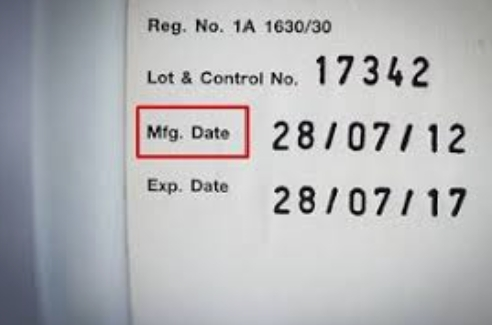 Reg. No. 1A 1630/30
Lot & Control No. 17342
Mfg. Date 28/07/12
Exp. Date 28/07/17